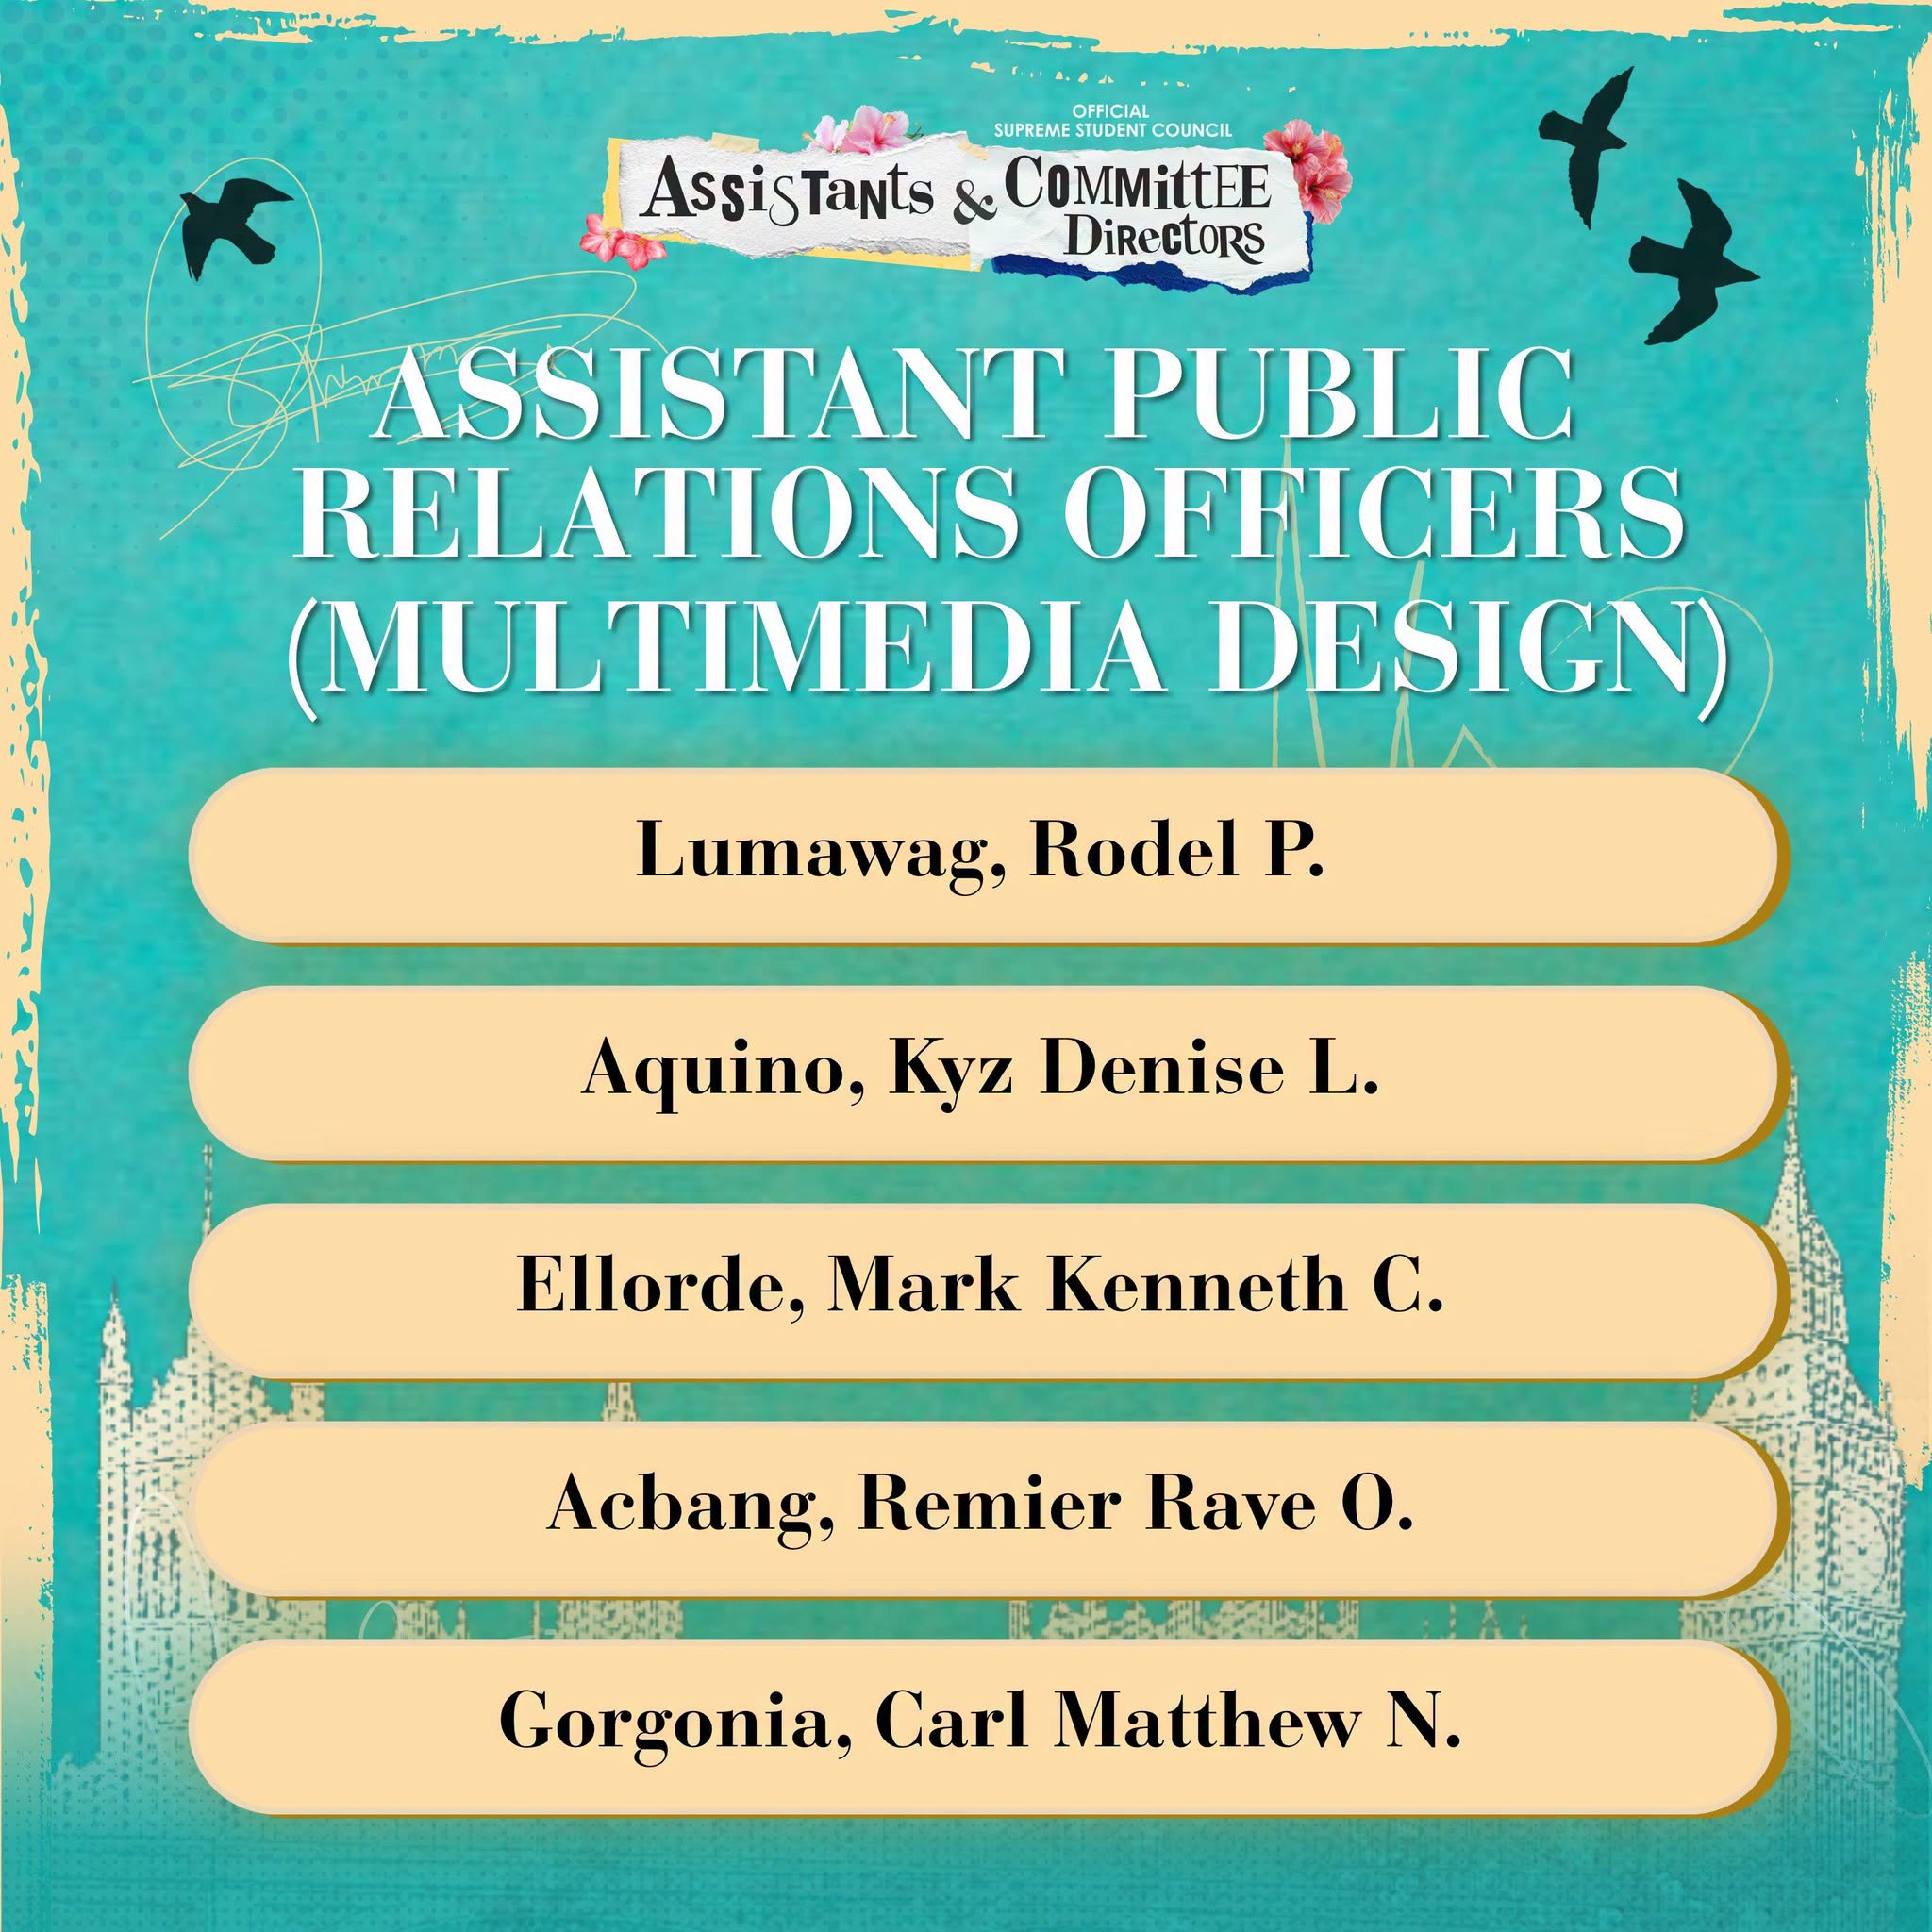 OFFICIAL
SUPREME STUDENT COUNCIL
AssisTanTs & CoMMittEE
DiRectoRS
ASSISTANT PUBLIC
RELATIONS OFFICERS
(MULTIMEDIA DESIGN)
Lumawag, Rodel P.
Aquino, Kyz Denise L.
Ellorde, Mark Kenneth C.
Acbang, Remier Rave O.
Gorgonia, Carl Matthew N.